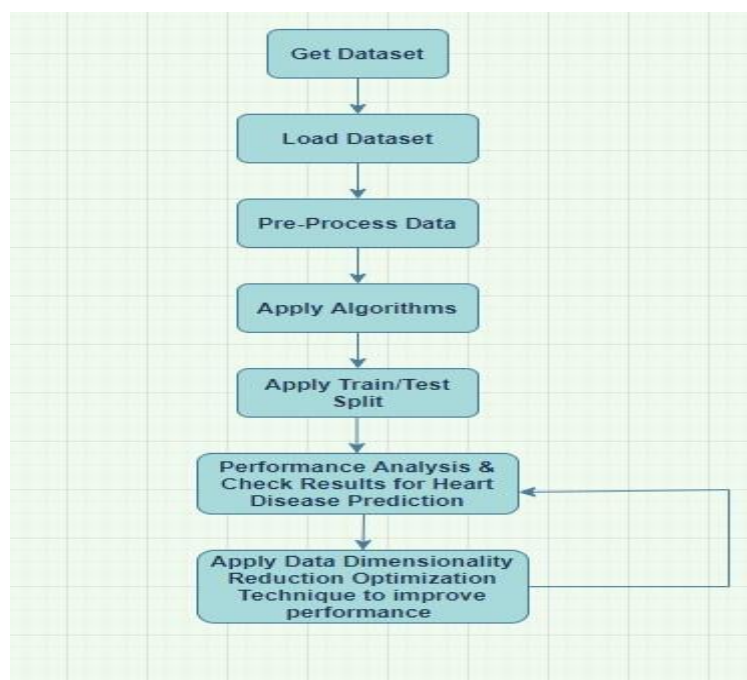 Get Dataset
Load Dataset
Pre-Process Data
Apply Algorithms
Apply Train/Test
Split
Performance Analysis &
Check Results for Heart
Disease Prediction
Apply Data Dimensionality
Reduction Optimization
Technique to improve
performance